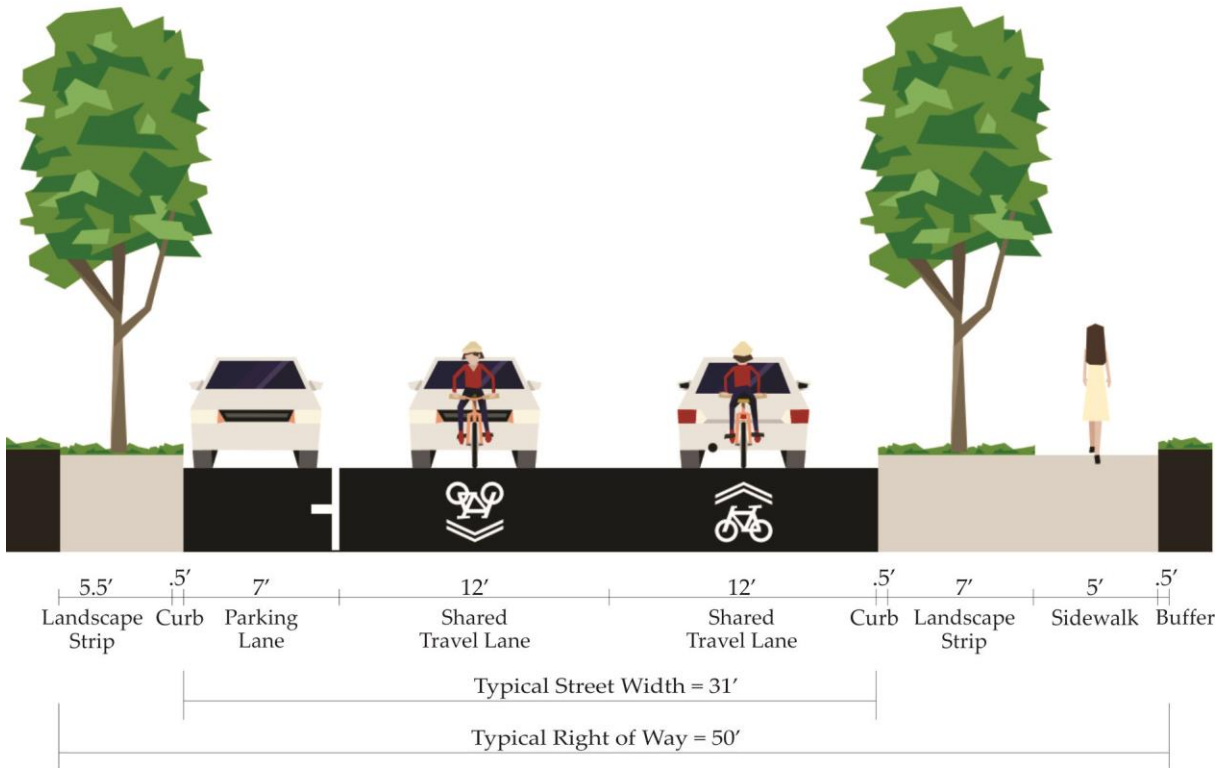 5.5’ .5’ 7’ 12’ 12’ .5’ 7’ 5’ .5’
Landscape Curb Parking Shared Shared Curb Landscape Sidewalk Buffer
Strip Lane Travel Lane Travel Lane Strip
Typical Street Width = 31’
Typical Right of Way = 50’